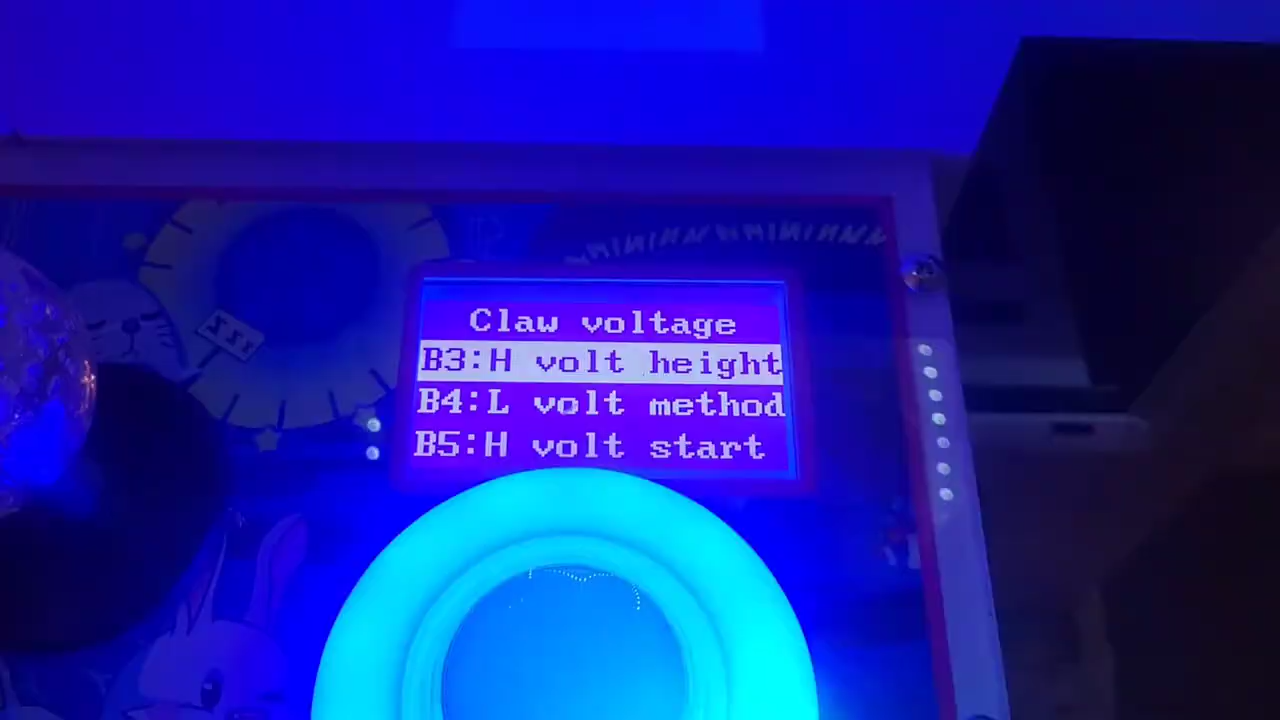 Claw voltage
B3:H volt height
B4:L volt method
B5:H volt start